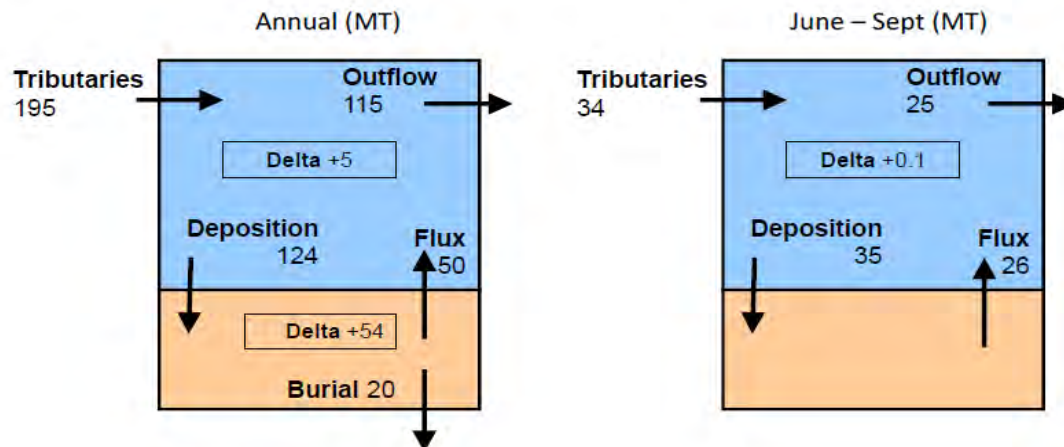 Annual (MT)
Tributaries
195
Outflow
115
Delta +5
Deposition
124
Flux
50
Delta +54
Burial 20
June – Sept (MT)
Tributaries
34
Outflow
25
Delta +0.1
Deposition
35
Flux
26